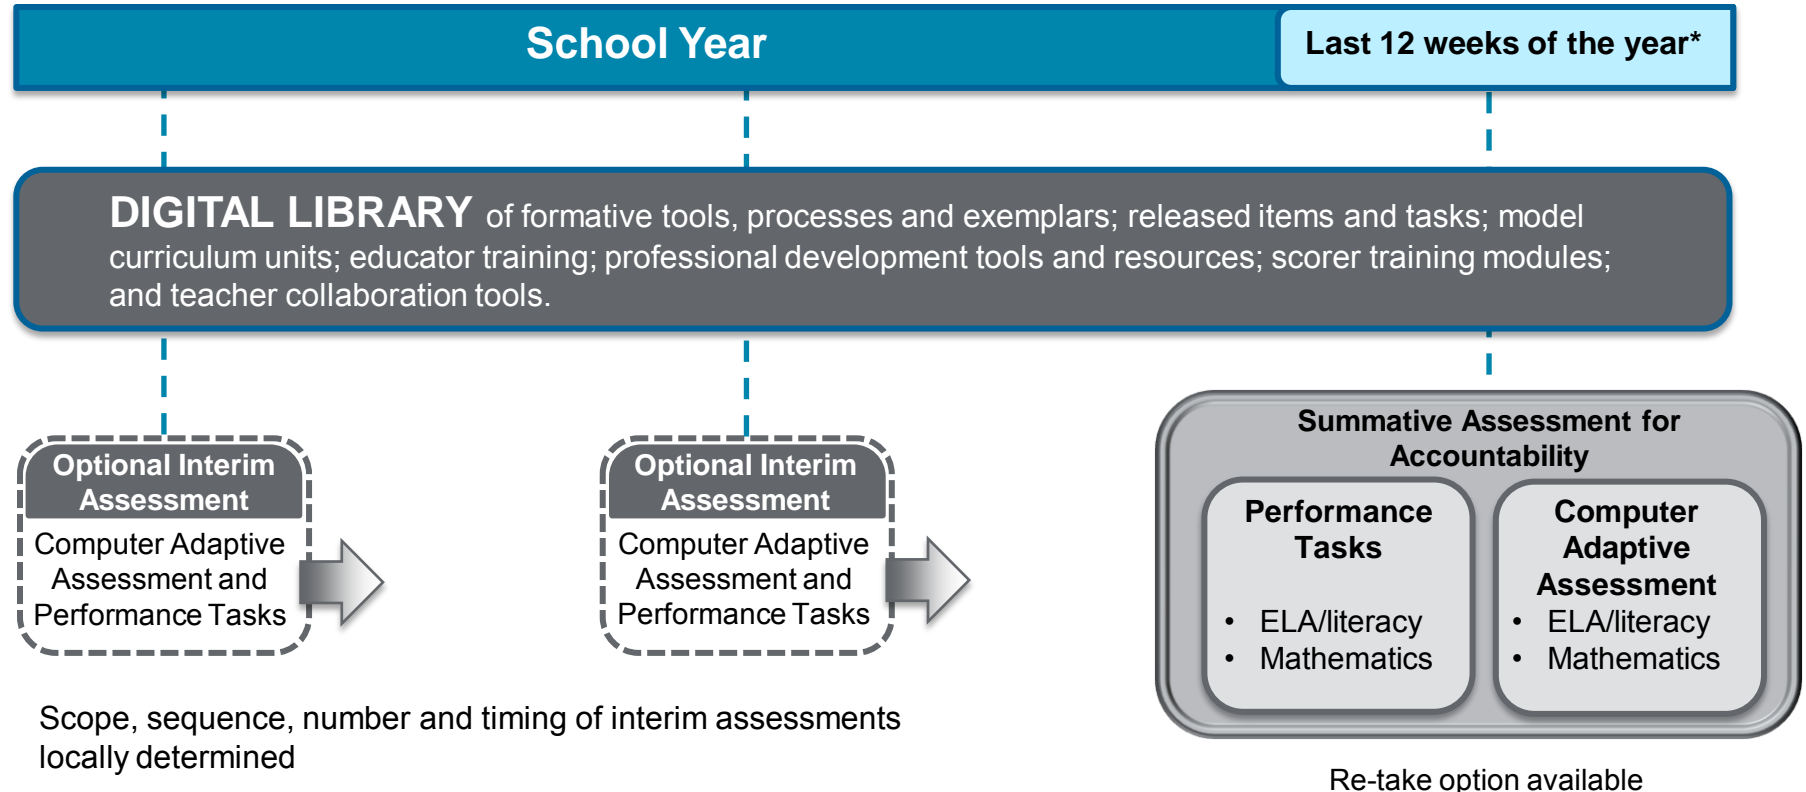 School Year
Last 12 weeks of the year*
DIGITAL LIBRARY of formative tools, processes and exemplars; released items and tasks; model
curriculum units; educator training; professional development tools and resources; scorer training modules;
and teacher collaboration tools.
Optional Interim
Assessment
Computer Adaptive
Assessment and
Performance Tasks
Optional Interim
Assessment
Computer Adaptive
Assessment and
Performance Tasks
Summative Assessment for
Accountability
Performance
Tasks
• ELA/literacy
• Mathematics
Computer
Adaptive
Assessment
• ELA/literacy
• Mathematics
Scope, sequence, number and timing of interim assessments
locally determined
Re-take option available